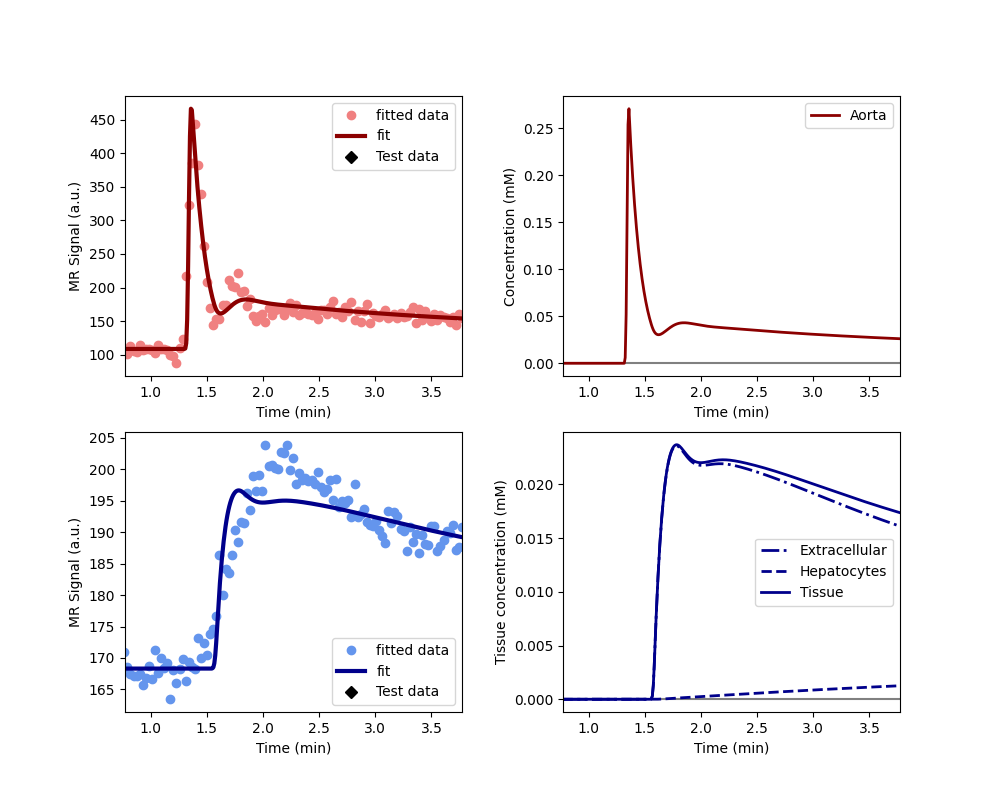 MR Signal (a.u.)
450
400
350
300
250
200
150
100
1.0 1.5 2.0 2.5 3.0 3.5
Time (min)
fitted data
fit
Test data
Concentration (mM)
0.25
0.20
0.15
0.10
0.05
0.00
1.0 1.5 2.0 2.5 3.0 3.5
Time (min)
Aorta
MR Signal (a.u.)
205
200
195
190
185
180
175
170
165
1.0 1.5 2.0 2.5 3.0 3.5
Time (min)
fitted data
fit
Test data
Tissue concentration (mM)
0.020
0.015
0.010
0.005
0.000
1.0 1.5 2.0 2.5 3.0 3.5
Time (min)
Extracellular
Hepatocytes
Tissue